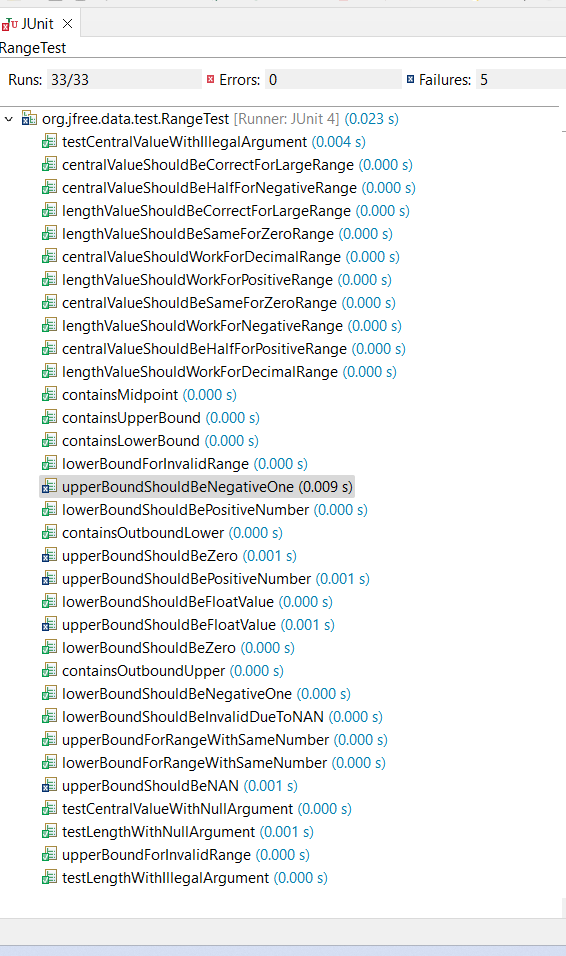 JUnit
RangeTest
Runs: 33/33 Errors: 0 Failures: 5
org.jfree.data.test.RangeTest [Runner: JUnit 4] (0.023 s)
testCentralValueWithIllegalArgument (0.004 s)
centralValueShouldBeCorrectForLargeRange (0.000 s)
centralValueShouldBeHalfForNegativeRange (0.000 s)
lengthValueShouldBeCorrectForLargeRange (0.000 s)
lengthValueShouldBeSameForZeroRange (0.000 s)
centralValueShouldWorkForDecimalRange (0.000 s)
lengthValueShouldWorkForPositiveRange (0.000 s)
centralValueShouldBeSameForZeroRange (0.000 s)
lengthValueShouldWorkForNegativeRange (0.000 s)
centralValueShouldBeHalfForPositiveRange (0.000 s)
lengthValueShouldWorkForDecimalRange (0.000 s)
containsMidpoint (0.000 s)
containsUpperBound (0.000 s)
containsLowerBound (0.000 s)
lowerBoundForInvalidRange (0.000 s)
upperBoundShouldBeNegativeOne (0.009 s)
lowerBoundShouldBePositiveNumber (0.000 s)
containsOutboundLower (0.000 s)
upperBoundShouldBeZero (0.001 s)
upperBoundShouldBePositiveNumber (0.001 s)
lowerBoundShouldBeFloatValue (0.000 s)
upperBoundShouldBeFloatValue (0.001 s)
lowerBoundShouldBeZero (0.000 s)
containsOutboundUpper (0.000 s)
lowerBoundShouldBeNegativeOne (0.000 s)
lowerBoundShouldBeInvalidDueToNAN (0.000 s)
upperBoundForRangeWithSameNumber (0.000 s)
lowerBoundForRangeWithSameNumber (0.000 s)
upperBoundShouldBeNAN (0.001 s)
testCentralValueWithNullArgument (0.000 s)
testLengthWithNullArgument (0.001 s)
upperBoundForInvalidRange (0.000 s)
testLengthWithIllegalArgument (0.000 s)